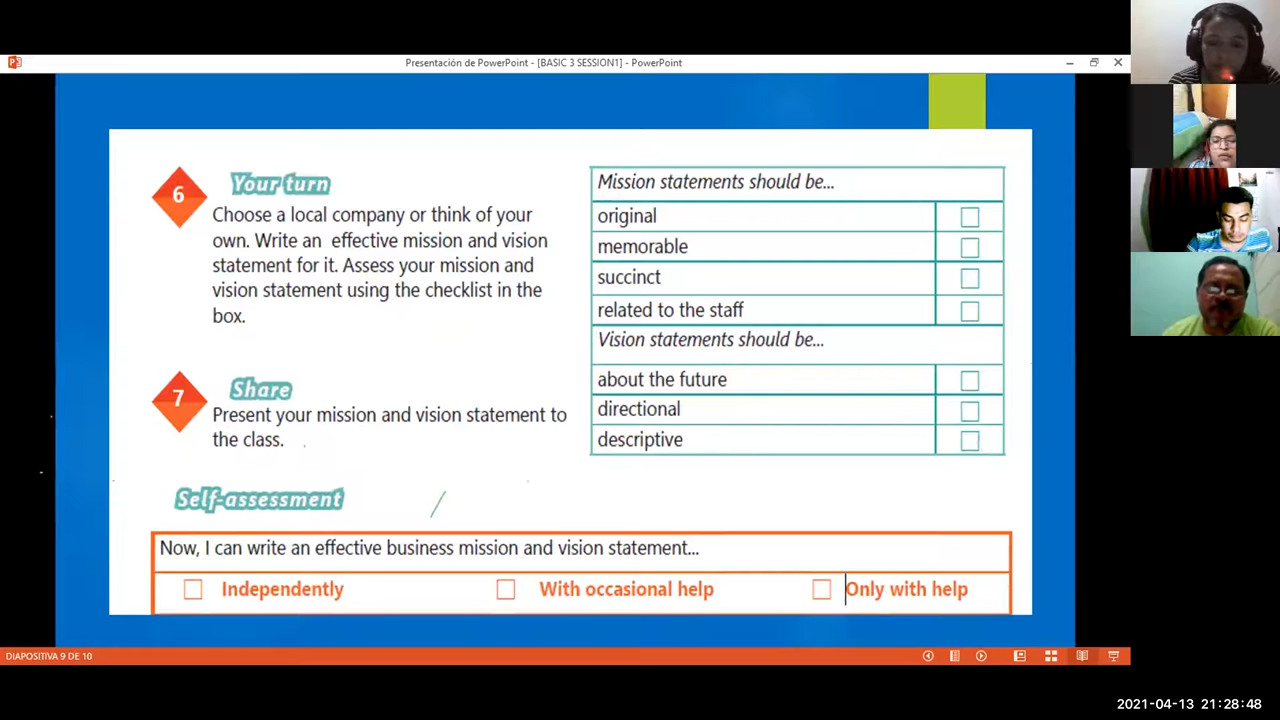 Presentación de PowerPoint - [BASIC 3 SESSION1] - PowerPoint
6
Your turn
Choose a local company or think of your
own. Write an effective mission and vision
statement for it. Assess your mission and
vision statement using the checklist in the
box.
7
Share
Present your mission and vision statement to
the class.
Mission statements should be...
original
memorable
succinct
related to the staff
Vision statements should be...
about the future
directional
descriptive
Self-assessment
Now, I can write an effective business mission and vision statement...
Independently
With occasional help
Only with help
DIAPOSITIVA 9 DE 10
2021-04-13 21:28:48